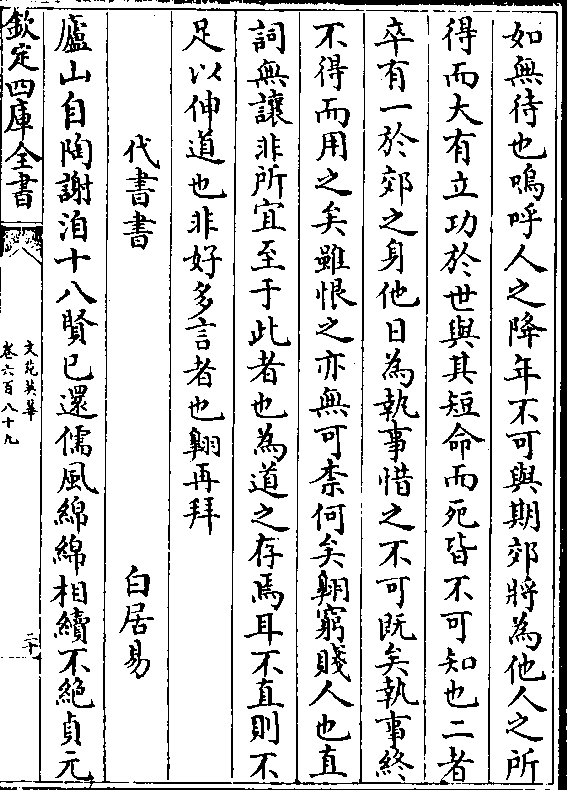 如無待也嗚呼人之降年不可與期郊將為他人之所
得而大有立功於世與其短命而死皆不可知也二者
卒有一於郊之身他日為執事惜之不可既矣執事終
不得而用之矣雖恨之亦無可柰何矣翺窮賤人也直
詞無讓非所宜至于此者也為道之存焉耳不直則不
足以伸道也非好多言者也翺再拜
代書書 白居易
廬山自陶謝洎十八賢已還儒風綿綿相續不絶貞元
欽定四庫全書
文苑英華
卷六百八十九
二十